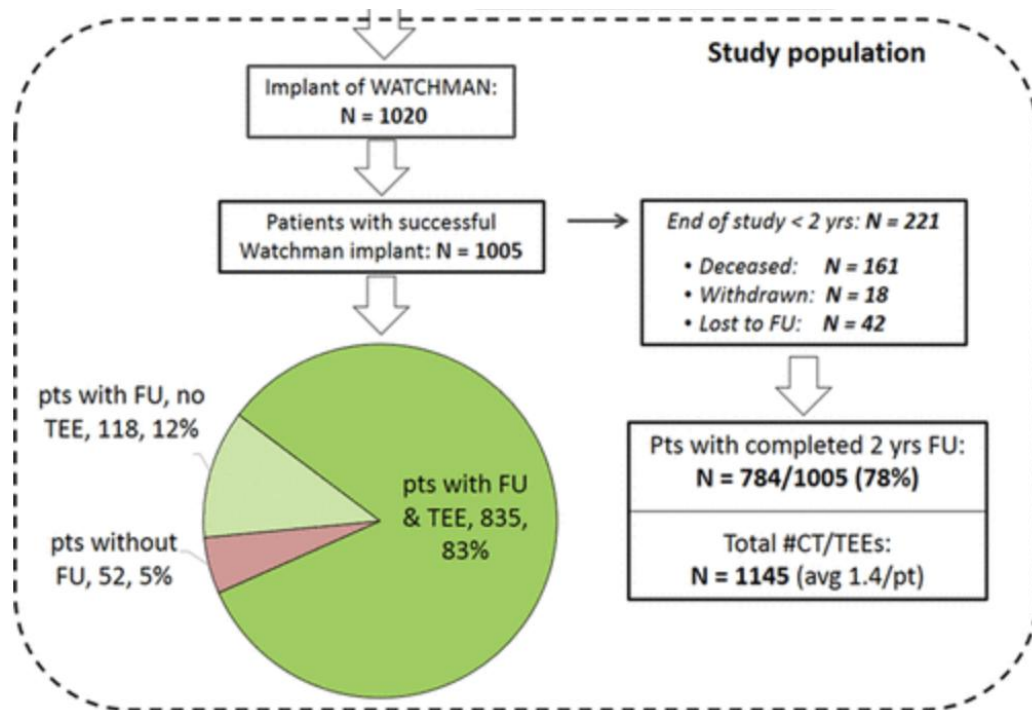 Study population
Implant of WATCHMAN:
N = 1020
Patients with successful
Watchman implant: N = 1005
End of study < 2 yrs: N = 221
• Deceased: N = 161
• Withdrawn: N = 18
• Lost to FU: N = 42
pts with FU, no
TEE, 118, 12%
pts with FU
& TEE, 835,
83%
pts without
FU, 52, 5%
Pts with completed 2 yrs FU:
N = 784/1005 (78%)
Total #CT/TEEs:
N = 1145 (avg 1.4/pt)